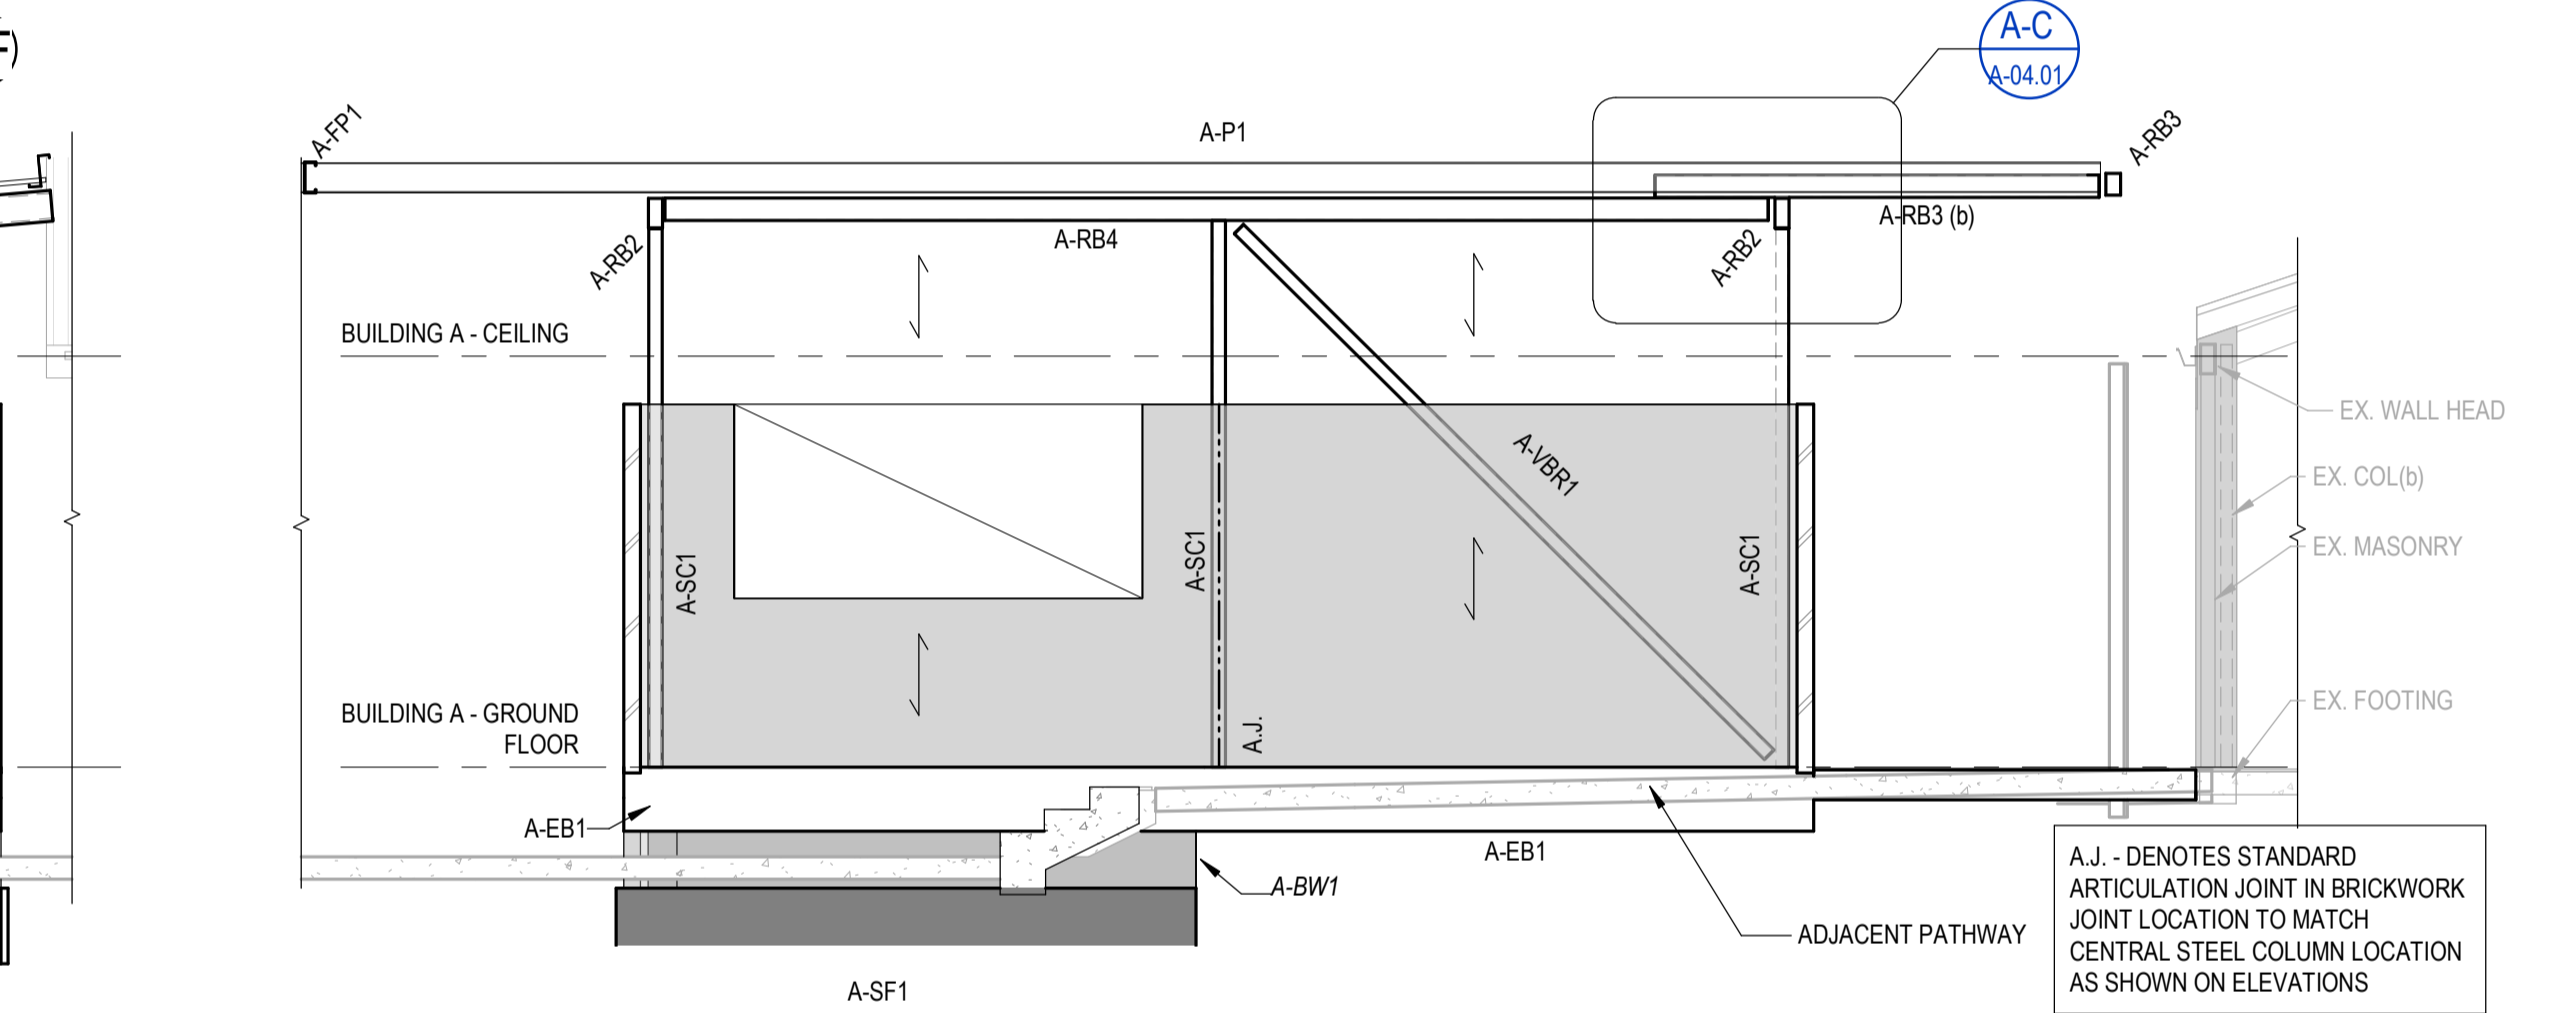 A-C
A-04.01
A-FP1
A-P1
A-RB3
A-RB2
A-RB4
A-RB2
A-RB3 (b)
BUILDING A - CEILING
EX. WALL HEAD
A-VBR1
EX. COL(b)
A-SC1
A-SC1
A-SC1
EX. MASONRY
BUILDING A - GROUND
FLOOR
A.J.
EX. FOOTING
A-EB1
A-EB1
A-BW1
ADJACENT PATHWAY
A-SF1
A.J. - DENOTES STANDARD
ARTICULATION JOINT IN BRICKWORK
JOINT LOCATION TO MATCH
CENTRAL STEEL COLUMN LOCATION
AS SHOWN ON ELEVATIONS